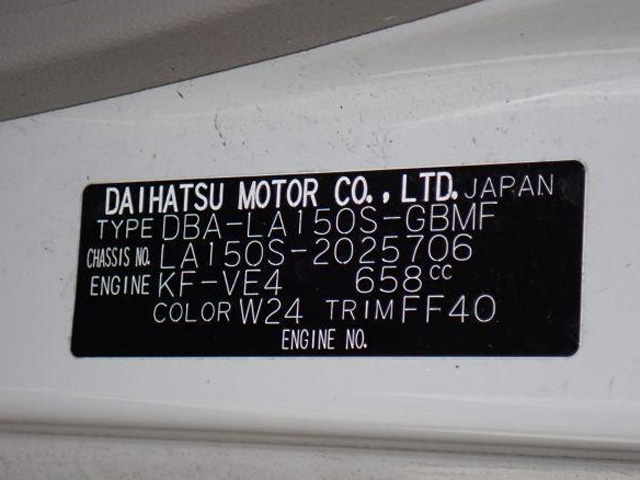 DAIHATSU MOTOR CO., LTD. JAPAN
TYPE DBA-LA150S-GBMF
CHASSIS NO. LA150S-2025706
ENGINE KF-VE4 658cc
COLOR W24 TRIM FF40
ENGINE NO.